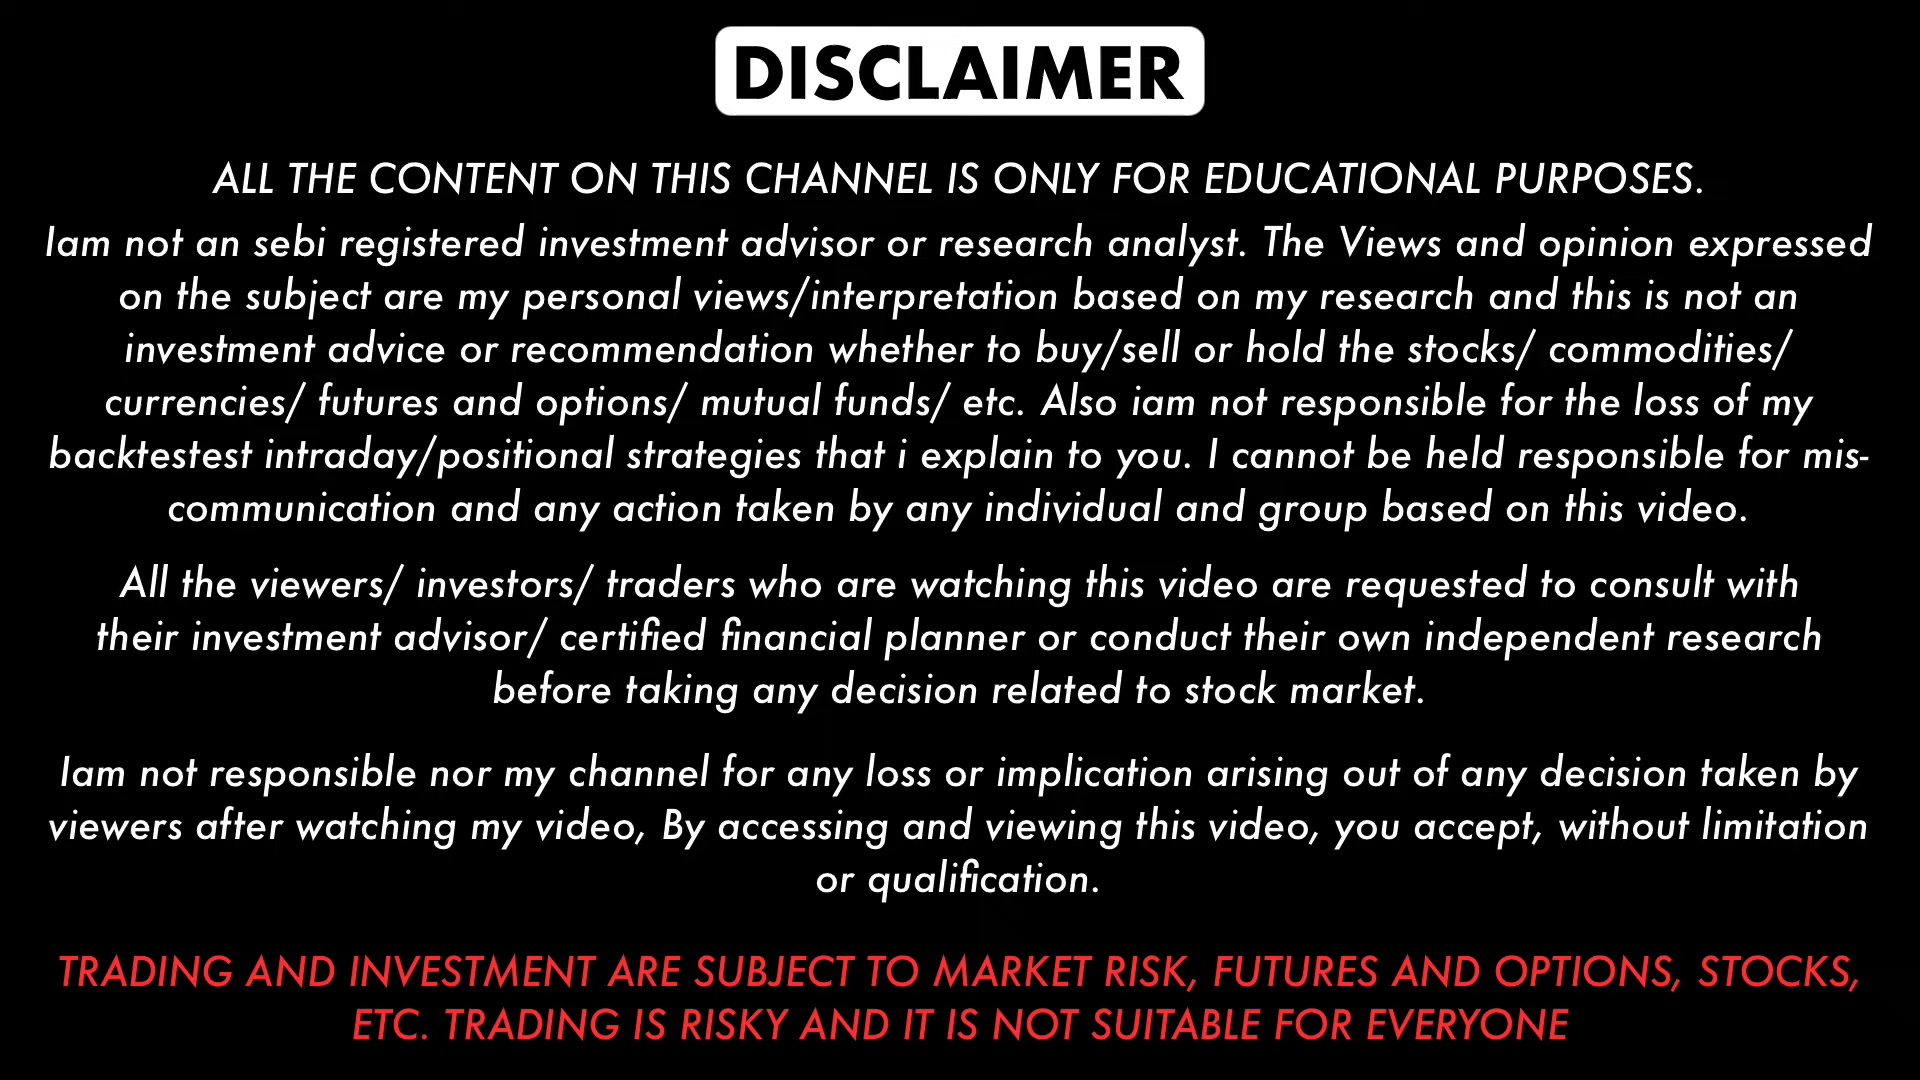 DISCLAIMER
ALL THE CONTENT ON THIS CHANNEL IS ONLY FOR EDUCATIONAL PURPOSES.
Iam not an sebi registered investment advisor or research analyst. The Views and opinion expressed
on the subject are my personal views/interpretation based on my research and this is not an
investment advice or recommendation whether to buy/sell or hold the stocks/ commodities/
currencies/ futures and options/ mutual funds/ etc. Also iam not responsible for the loss of my
backtestest intraday/positional strategies that i explain to you. I cannot be held responsible for mis-
communication and any action taken by any individual and group based on this video.
All the viewers/ investors/ traders who are watching this video are requested to consult with
their investment advisor/ certified financial planner or conduct their own independent research
before taking any decision related to stock market.
Iam not responsible nor my channel for any loss or implication arising out of any decision taken by
viewers after watching my video, By accessing and viewing this video, you accept, without limitation
or qualification.
TRADING AND INVESTMENT ARE SUBJECT TO MARKET RISK, FUTURES AND OPTIONS, STOCKS,
ETC. TRADING IS RISKY AND IT IS NOT SUITABLE FOR EVERYONE